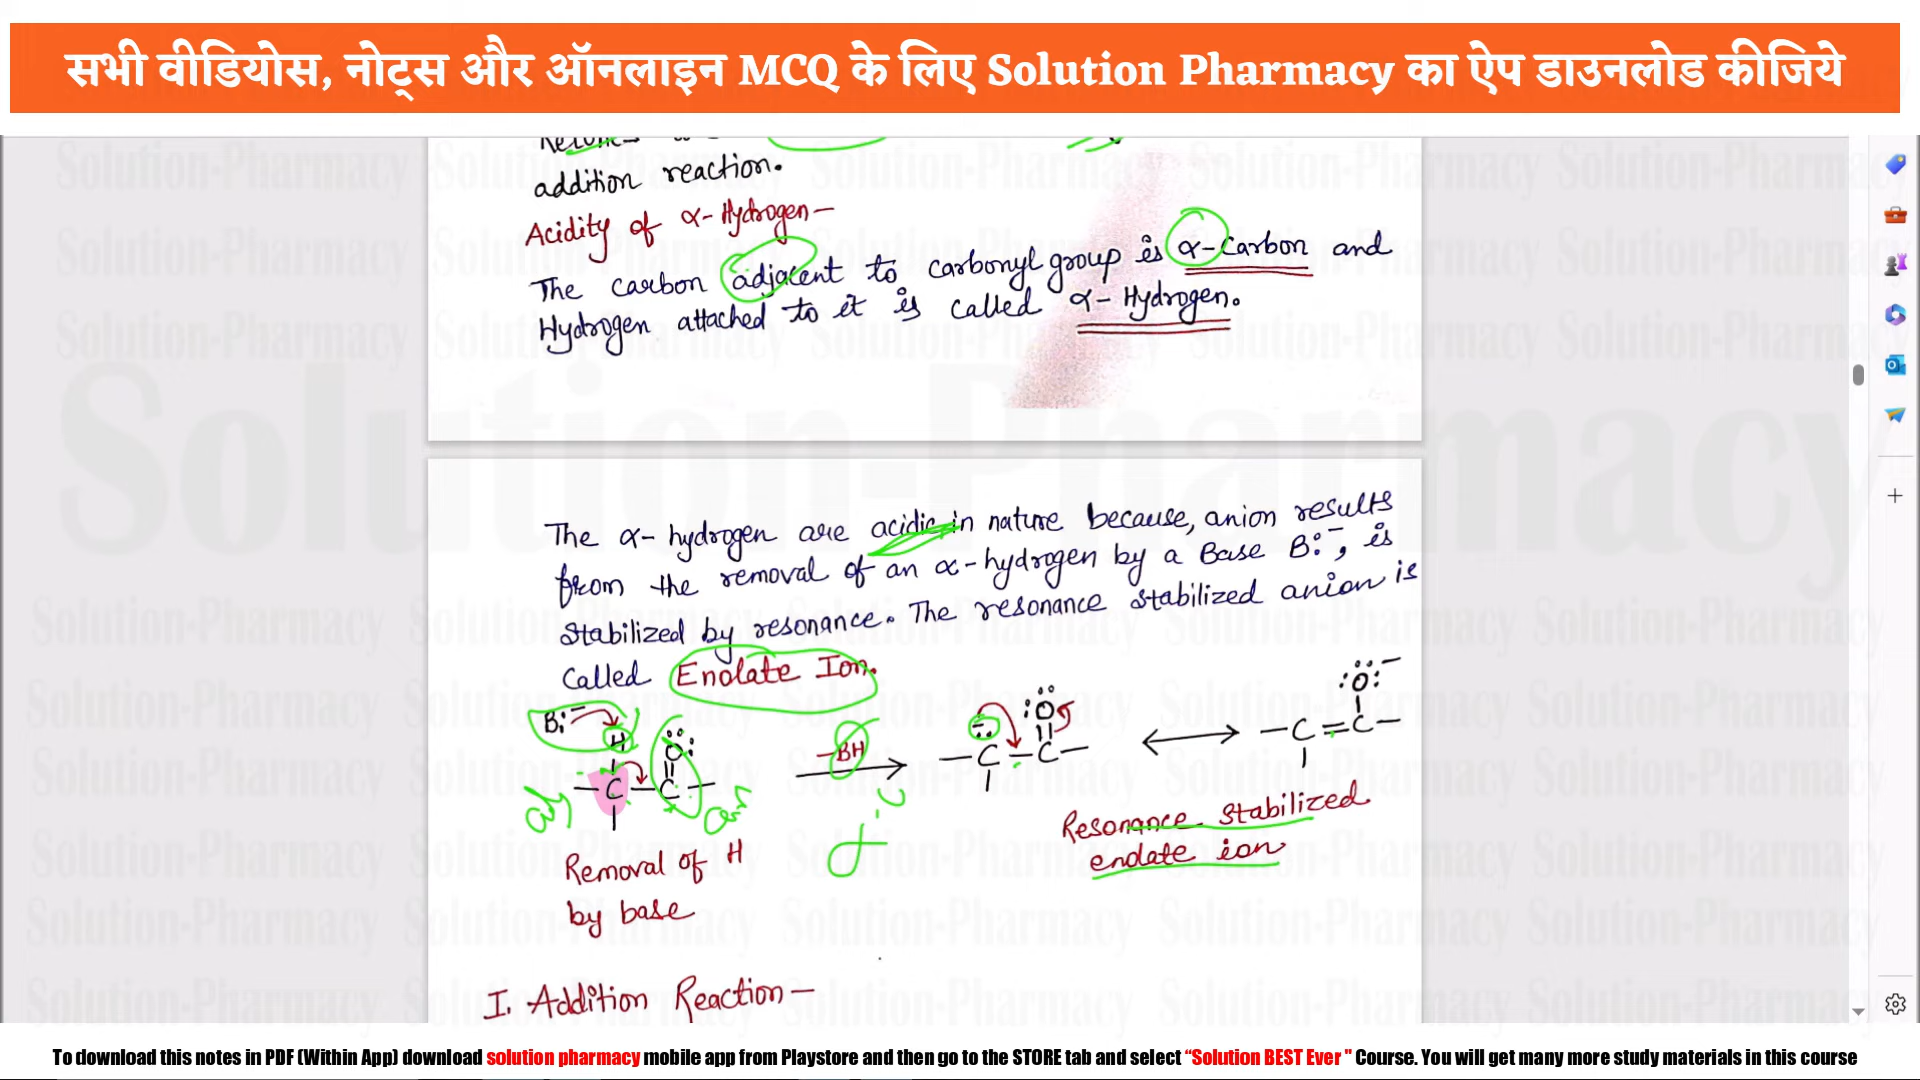 सभी वीडियोस, नोट्स और ऑनलाइन MCQ के लिए Solution Pharmacy का ऐप डाउनलोड कीजिये
addition reaction.
Acidity of α-Hydrogen–
The carbon adjacent to carbonyl group is α-Carbon and
Hydrogen attached to it is called α-Hydrogen.
The α-hydrogen are acidic in nature because, anion results
from the removal of an α-hydrogen by a Base B:⁻, is
stabilized by resonance. The resonance stabilized anion is
called Enolate Ion.
B:⁻ H :O: –BH :O: :O:⁻
–C–C– –C–C– –C=C–
Resonance stabilized
enolate ion
Removal of H
by base
I. Addition Reaction–
Solution-Pharmacy
To download this notes in PDF (Within App) download solution pharmacy mobile app from Playstore and then go to the STORE tab and select "Solution BEST Ever " Course. You will get many more study materials in this course